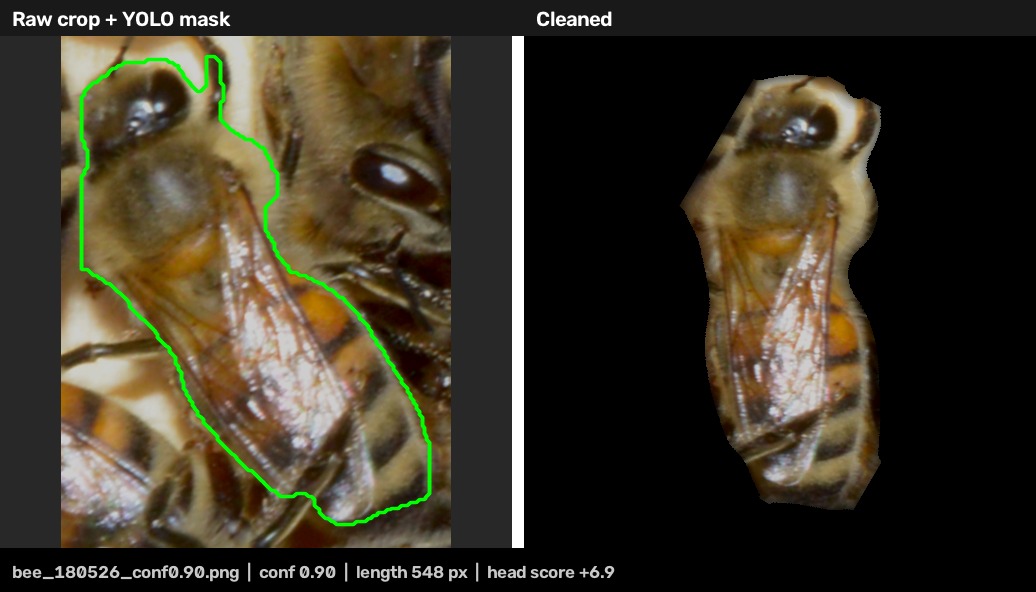 Raw crop + YOLO mask
Cleaned
bee_180526_conf0.90.png | conf 0.90 | length 548 px | head score +6.9